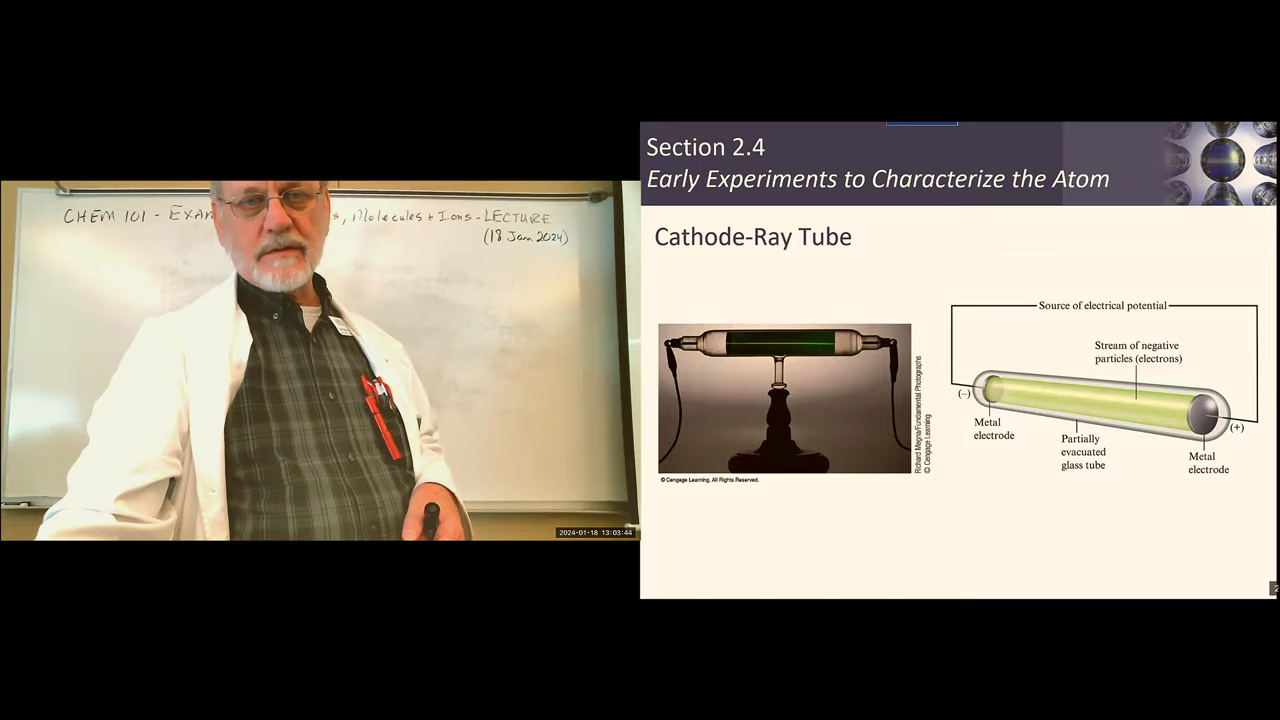 CHEM 101 - EXAM s, Molecules + Ions - LECTURE
(18 Jan 2024)
2024-01-18 13:03:44
Section 2.4
Early Experiments to Characterize the Atom
Cathode-Ray Tube
Source of electrical potential
Stream of negative
particles (electrons)
(–)
(+)
Metal
electrode
Partially
evacuated
glass tube
Metal
electrode
Richard Megna/Fundamental Photographs
© Cengage Learning
© Cengage Learning. All Rights Reserved.
2